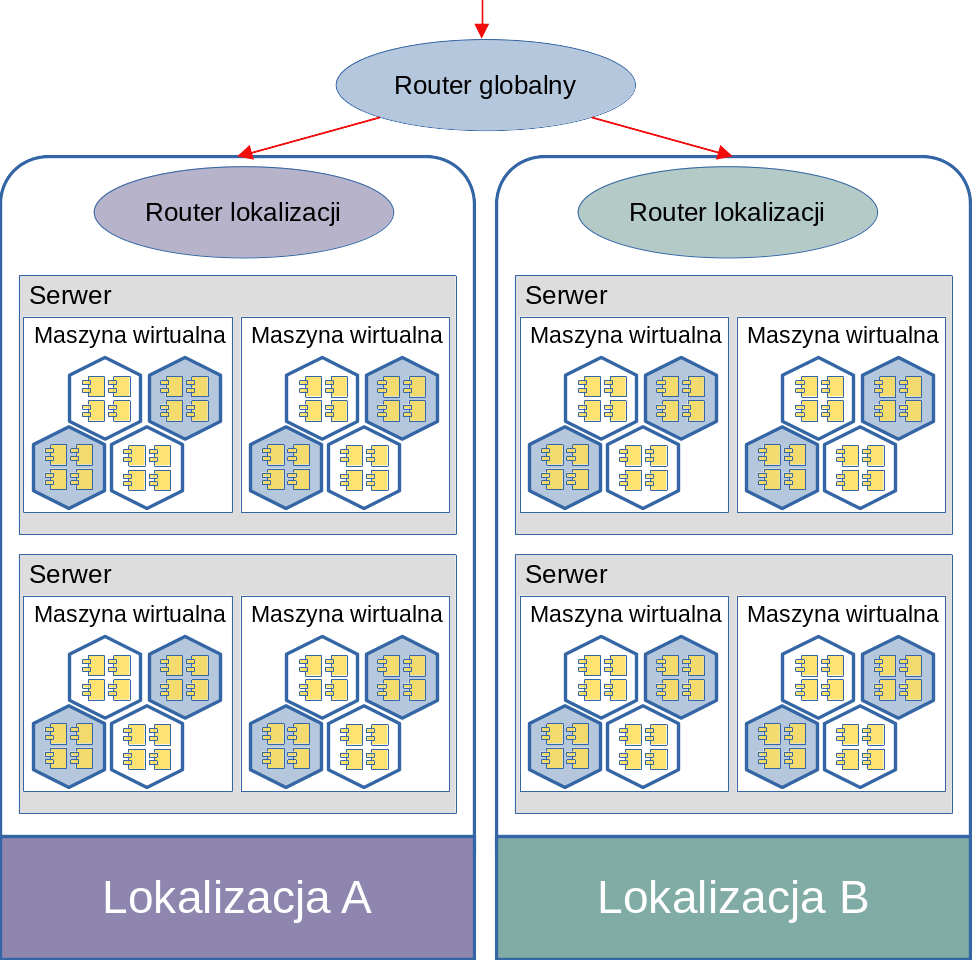 Router globalny
Router lokalizacji
Router lokalizacji
Serwer
Maszyna wirtualna
Maszyna wirtualna
Serwer
Maszyna wirtualna
Maszyna wirtualna
Serwer
Maszyna wirtualna
Maszyna wirtualna
Serwer
Maszyna wirtualna
Maszyna wirtualna
Lokalizacja A
Lokalizacja B